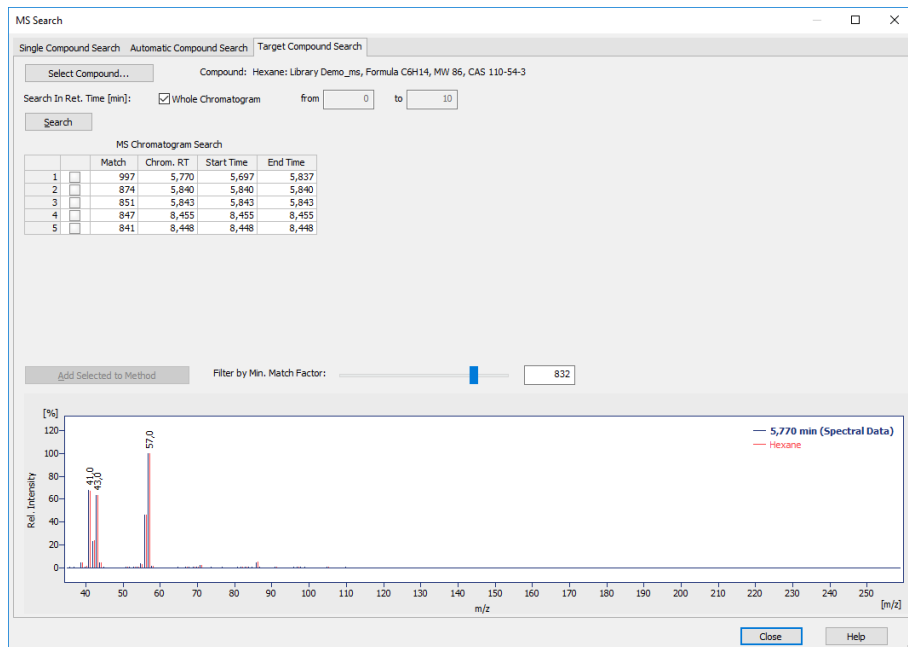 MS Search
Single Compound Search Automatic Compound Search Target Compound Search
Select Compound... Compound: Hexane: Library Demo_ms, Formula C6H14, MW 86, CAS 110-54-3
Search In Ret. Time [min]: Whole Chromatogram from 0 to 10
Search
MS Chromatogram Search
Match Chrom. RT Start Time End Time
1 997 5,770 5,697 5,837
2 874 5,840 5,840 5,840
3 851 5,843 5,843 5,843
4 847 8,455 8,455 8,455
5 841 8,448 8,448 8,448
Add Selected to Method Filter by Min. Match Factor: 832
[%]
120
100
80
60
40
20
0
Rel. Intensity
41,0
43,0
57,0
5,770 min (Spectral Data)
Hexane
40 50 60 70 80 90 100 110 120 130 140 150 160 170 180 190 200 210 220 230 240 250
m/z
[m/z]
Close Help